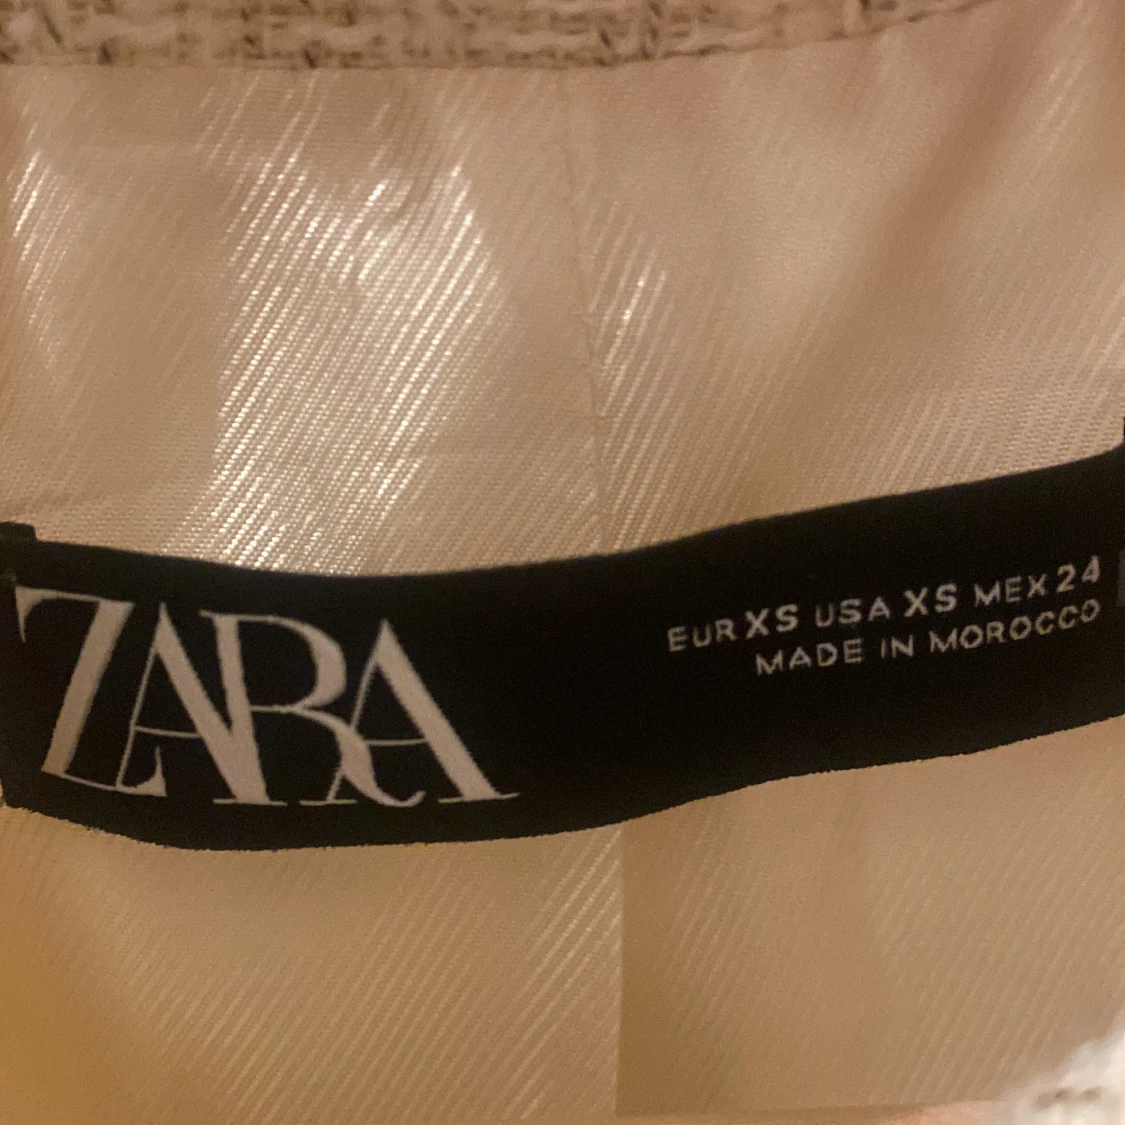 ZARA
EUR XS USA XS MEX 24
MADE IN MOROCCO